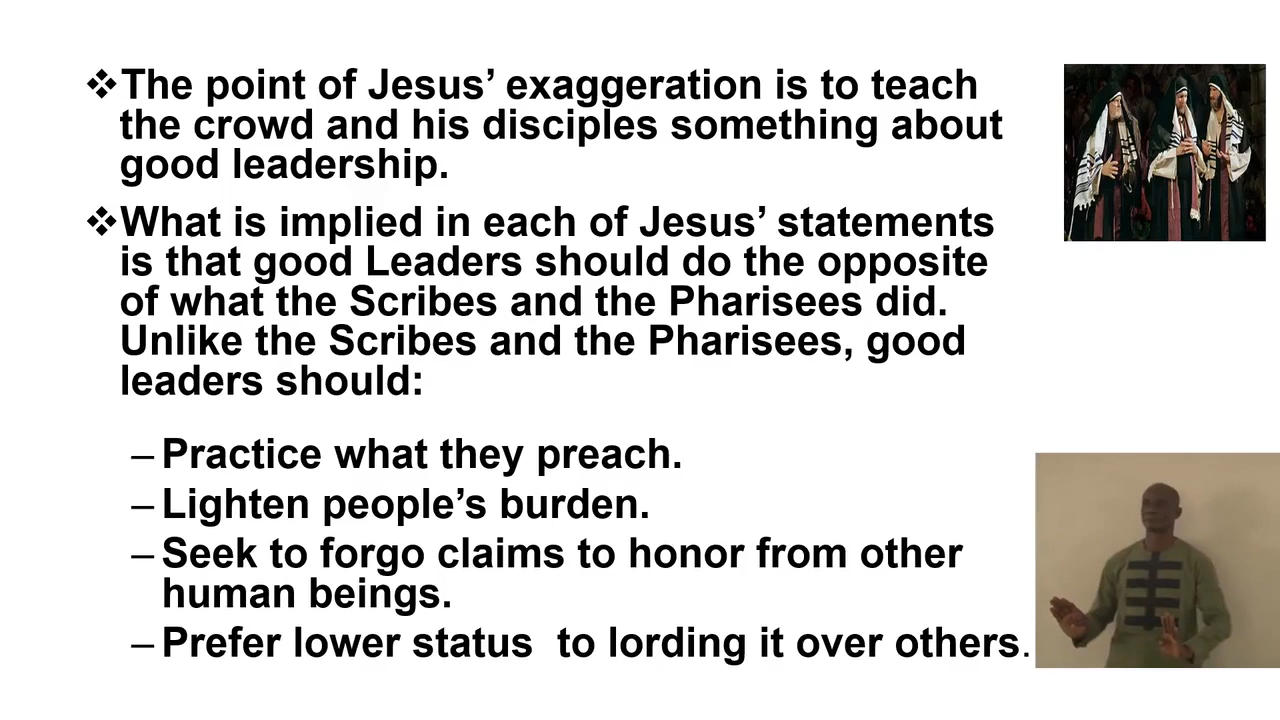 ❖The point of Jesus’ exaggeration is to teach
the crowd and his disciples something about
good leadership.
❖What is implied in each of Jesus’ statements
is that good Leaders should do the opposite
of what the Scribes and the Pharisees did.
Unlike the Scribes and the Pharisees, good
leaders should:
– Practice what they preach.
– Lighten people’s burden.
– Seek to forgo claims to honor from other
human beings.
– Prefer lower status  to lording it over others.